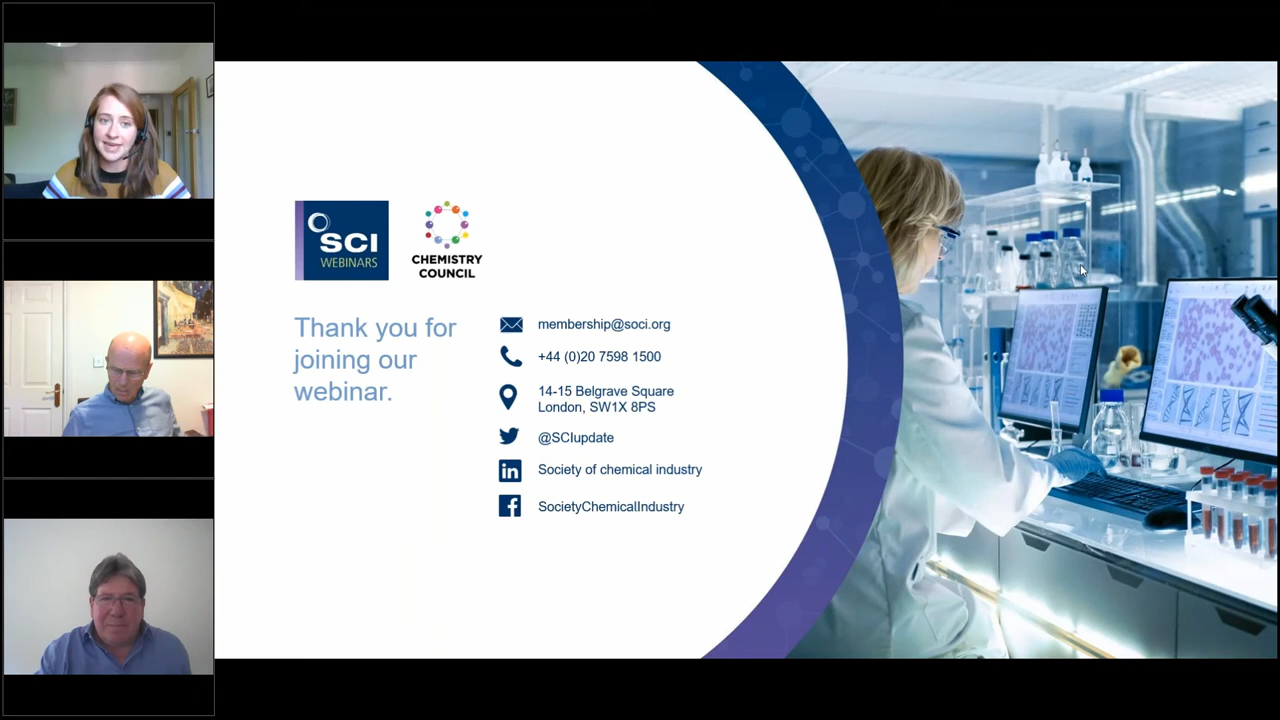 SCI
WEBINARS
CHEMISTRY
COUNCIL
Thank you for
joining our
webinar.
membership@soci.org
+44 (0)20 7598 1500
14-15 Belgrave Square
London, SW1X 8PS
@SCIupdate
in
Society of chemical industry
f
SocietyChemicalIndustry